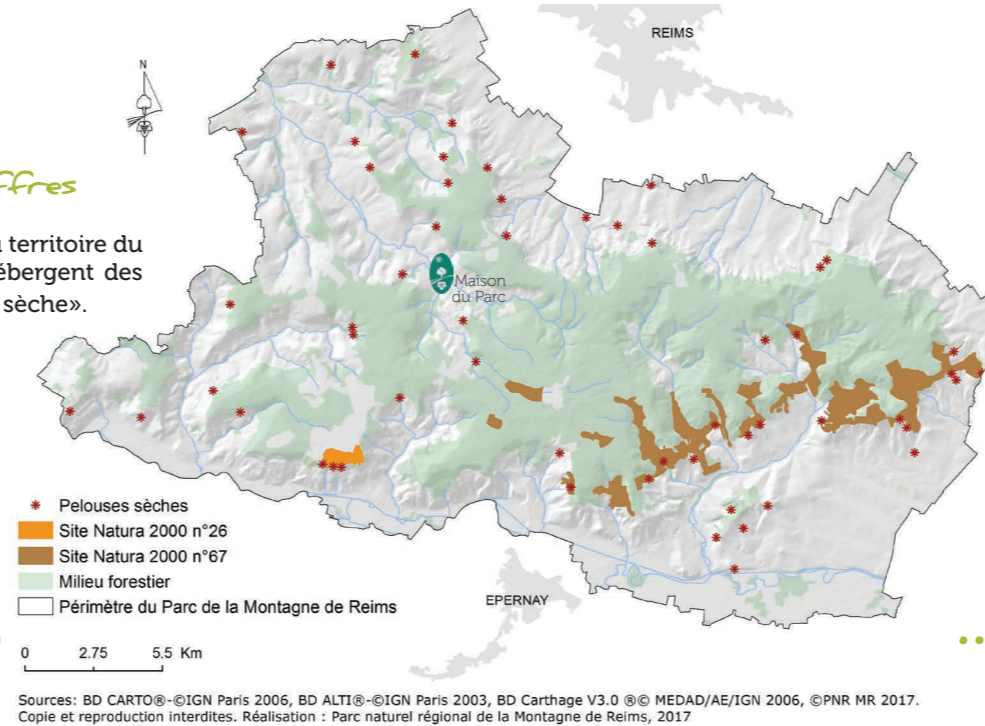 REIMS
N
ffres
territoire du
ébergent des
sèche».
Maison
du Parc
Pelouses sèches
Site Natura 2000 n°26
Site Natura 2000 n°67
Milieu forestier
Périmètre du Parc de la Montagne de Reims
EPERNAY
0 2.75 5.5 Km
Sources: BD CARTO®-©IGN Paris 2006, BD ALTI®-©IGN Paris 2003, BD Carthage V3.0 ®© MEDAD/AE/IGN 2006, ©PNR MR 2017.
Copie et reproduction interdites. Réalisation : Parc naturel régional de la Montagne de Reims, 2017